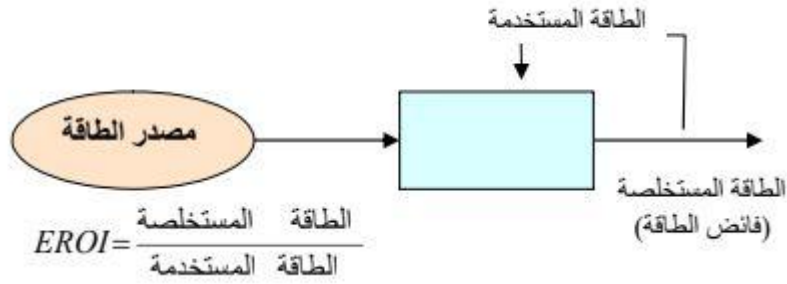 الطاقة المستخدمة
مصدر الطاقة
الطاقة المستخلصة
(فائض الطاقة)
EROI= الطاقة المستخلصة
الطاقة المستخدمة